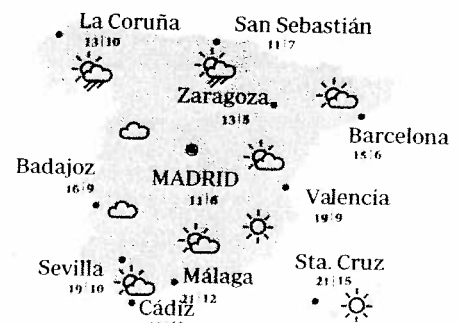 La Coruña
13|10
San Sebastián
11|7
Zaragoza
13|5
Barcelona
15|6
Badajoz
16|9
MADRID
11|6
Valencia
19|9
Sevilla
19|10
Málaga
21|12
Sta. Cruz
21|15
Cádiz